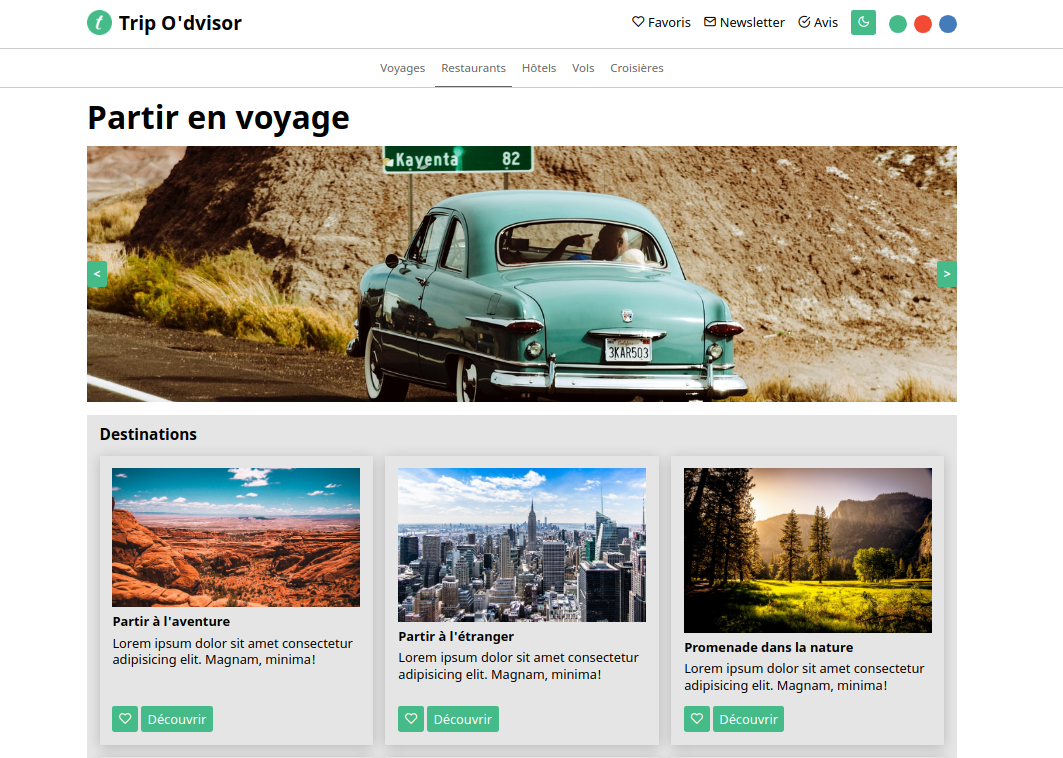 t Trip O'dvisor
Favoris Newsletter Avis
Voyages Restaurants Hôtels Vols Croisières
Partir en voyage
Kayenta 82
< >
California
3KAR503
Destinations
Partir à l'aventure
Lorem ipsum dolor sit amet consectetur
adipisicing elit. Magnam, minima!
Découvrir
Partir à l'étranger
Lorem ipsum dolor sit amet consectetur
adipisicing elit. Magnam, minima!
Découvrir
Promenade dans la nature
Lorem ipsum dolor sit amet consectetur
adipisicing elit. Magnam, minima!
Découvrir